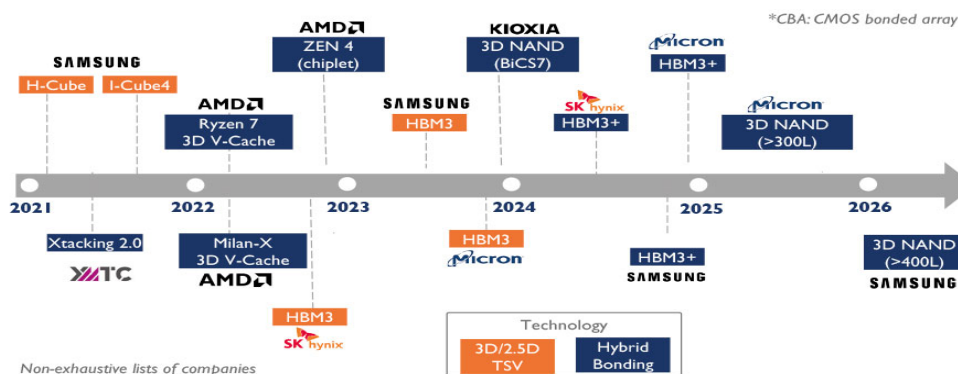 *CBA: CMOS bonded array
SAMSUNG
H-Cube
I-Cube4
AMD
Ryzen 7
3D V-Cache
AMD
ZEN 4
(chiplet)
SAMSUNG
HBM3
KIOXIA
3D NAND
(BiCS7)
SK hynix
HBM3+
Micron
HBM3+
Micron
3D NAND
(>300L)
2021
2022
2023
2024
2025
2026
Xtacking 2.0
YMTC
Milan-X
3D V-Cache
AMD
HBM3
SK hynix
HBM3
Micron
HBM3+
SAMSUNG
3D NAND
(>400L)
SAMSUNG
Technology
3D/2.5D
TSV
Hybrid
Bonding
Non-exhaustive lists of companies